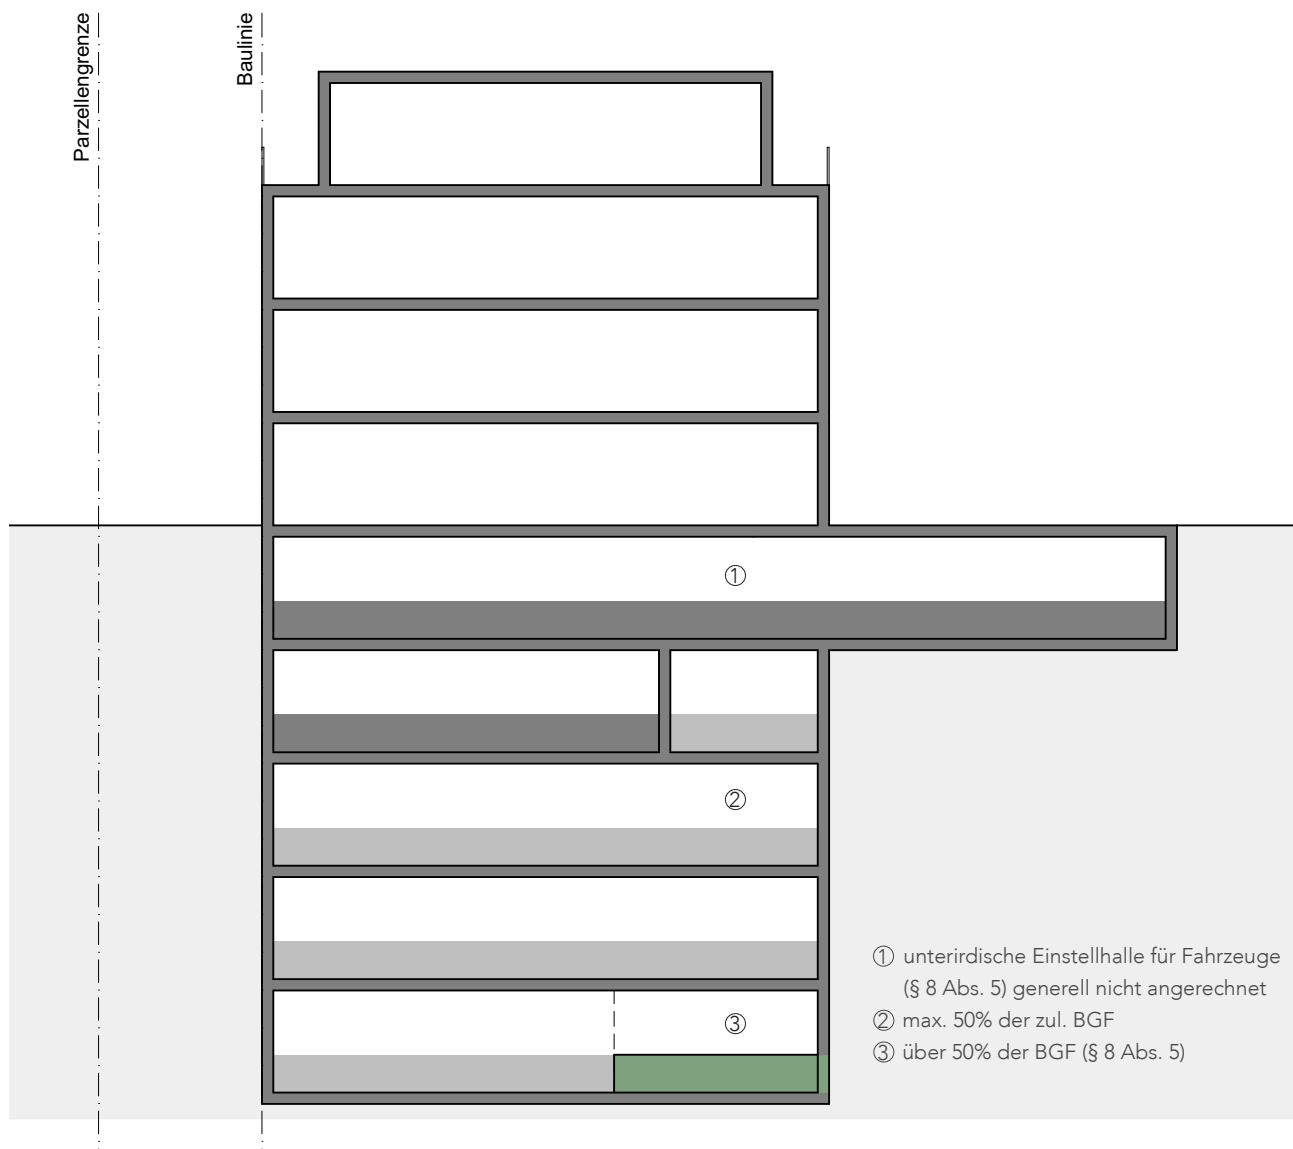 Parzellengrenze
Baulinie
①
②
③
① unterirdische Einstellhalle für Fahrzeuge
(§ 8 Abs. 5) generell nicht angerechnet
② max. 50% der zul. BGF
③ über 50% der BGF (§ 8 Abs. 5)